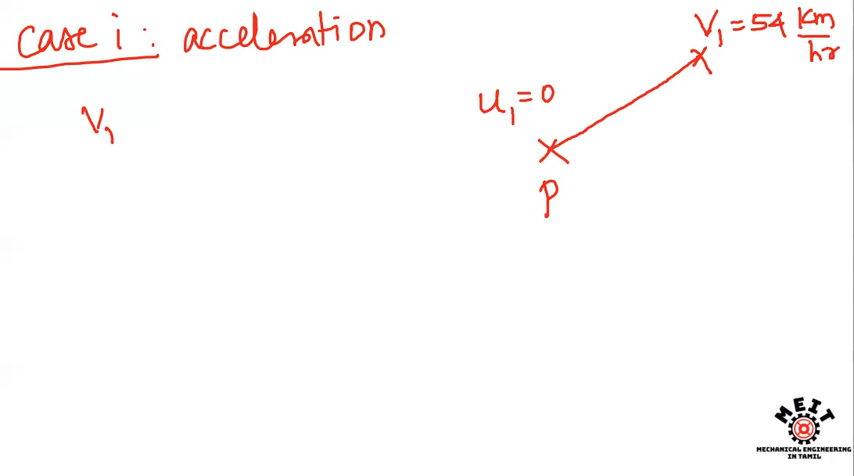 case i : acceleration
V₁ = 54 km/hr
u₁ = 0
V₁
P
MEIT
MECHANICAL ENGINEERING
IN TAMIL